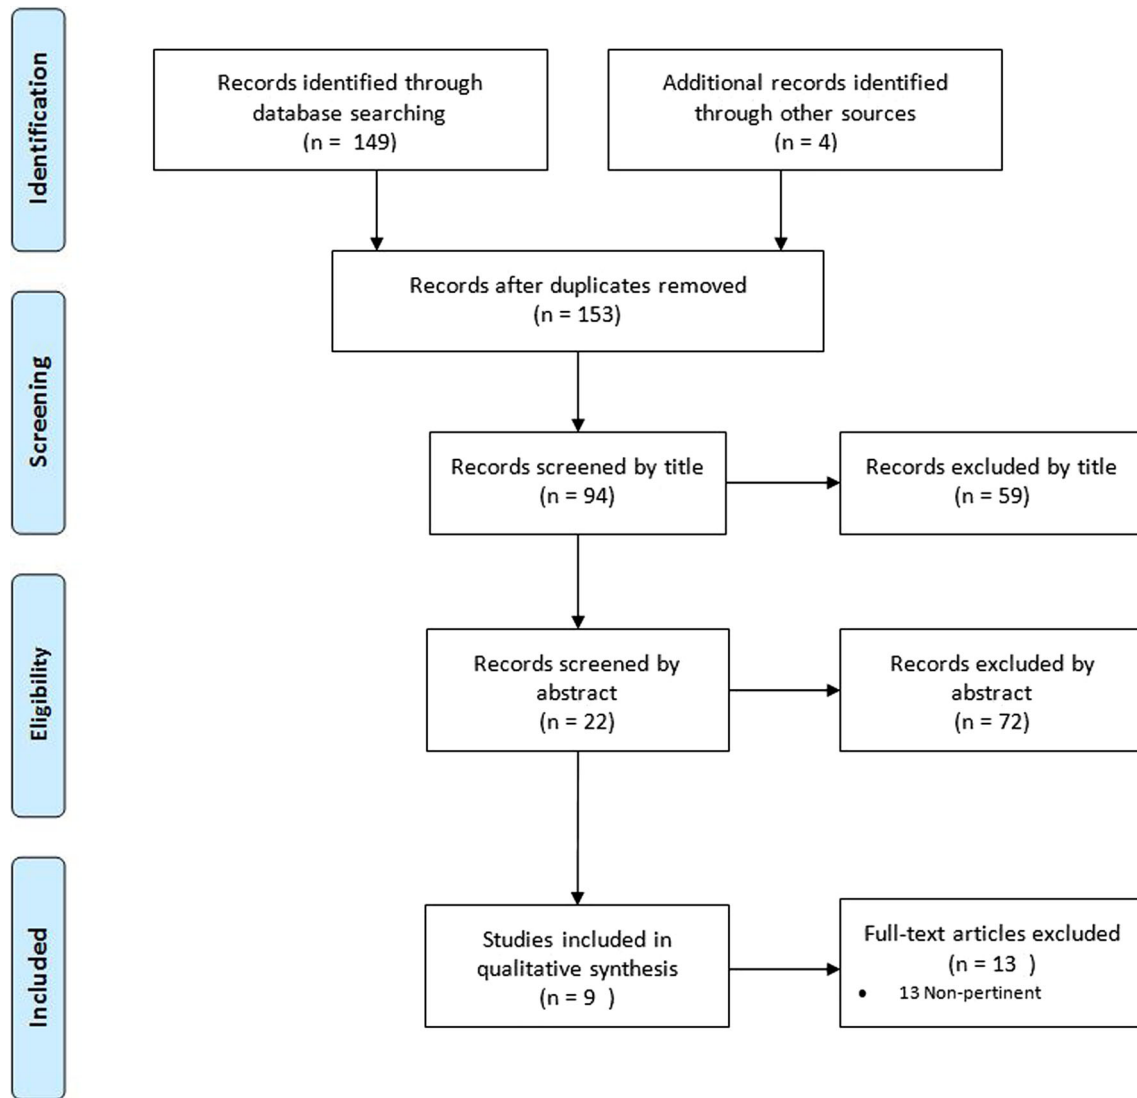 Identification
Records identified through
database searching
(n = 149)
Additional records identified
through other sources
(n = 4)
Records after duplicates removed
(n = 153)
Screening
Records screened by title
(n = 94)
Records excluded by title
(n = 59)
Eligibility
Records screened by
abstract
(n = 22)
Records excluded by
abstract
(n = 72)
Included
Studies included in
qualitative synthesis
(n = 9 )
Full-text articles excluded
(n = 13 )
• 13 Non-pertinent